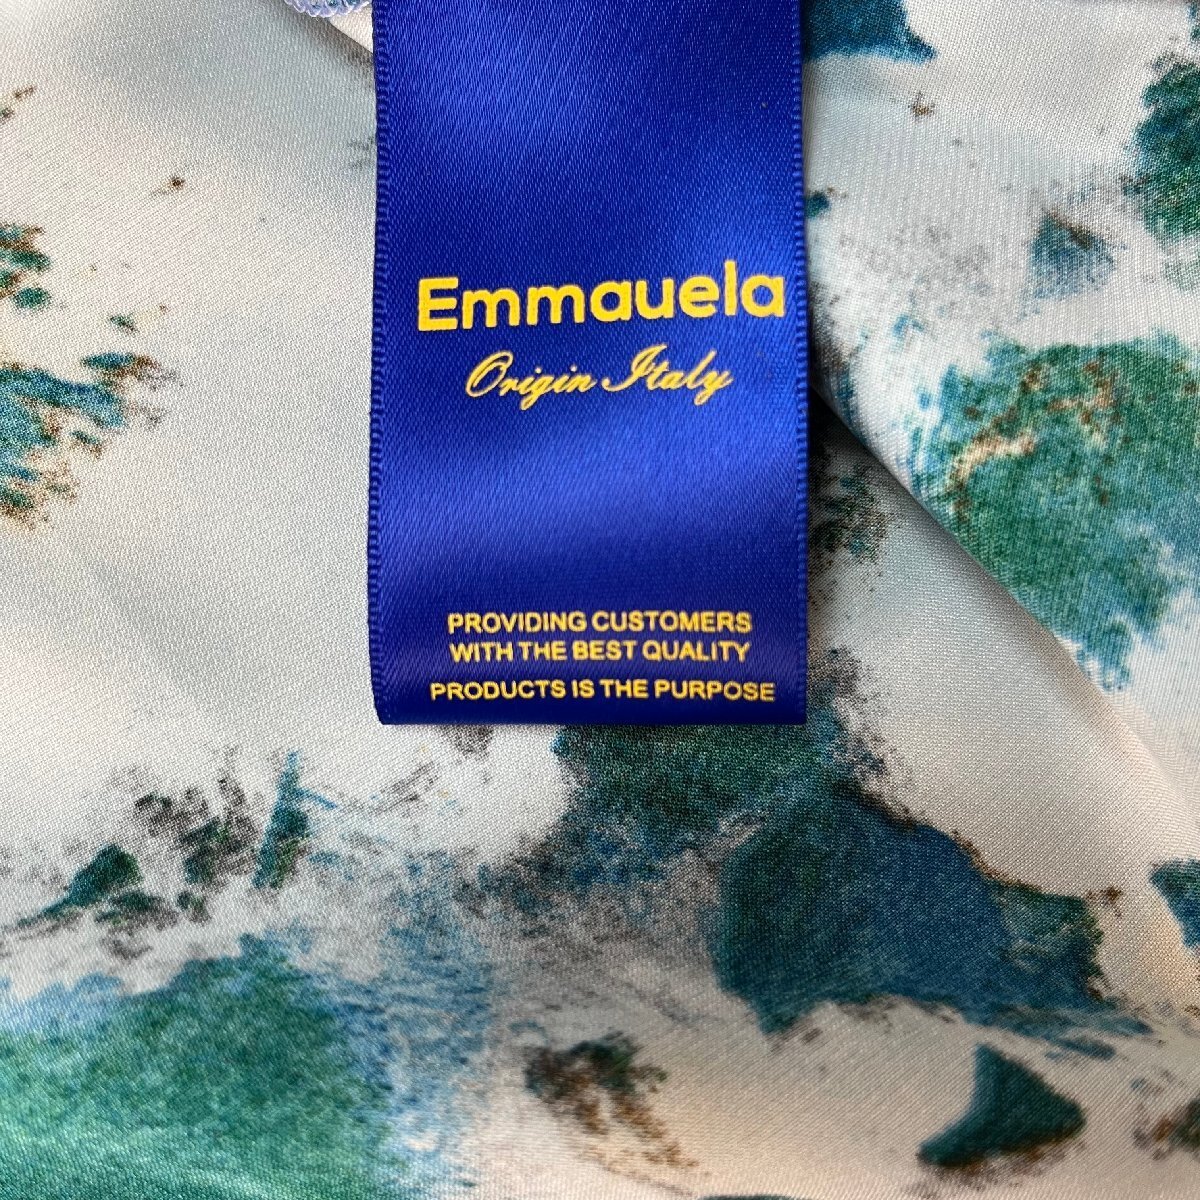 Emmauela
Origin Italy
PROVIDING CUSTOMERS
WITH THE BEST QUALITY
PRODUCTS IS THE PURPOSE